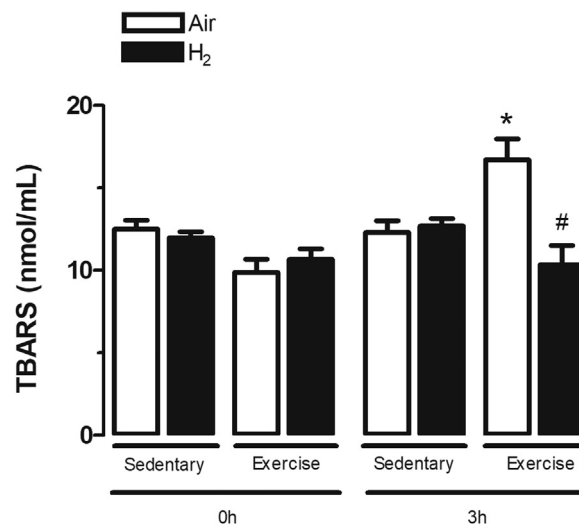 Air
H₂
TBARS (nmol/mL)
20
*
#
10
0
Sedentary Exercise Sedentary Exercise
0h 3h